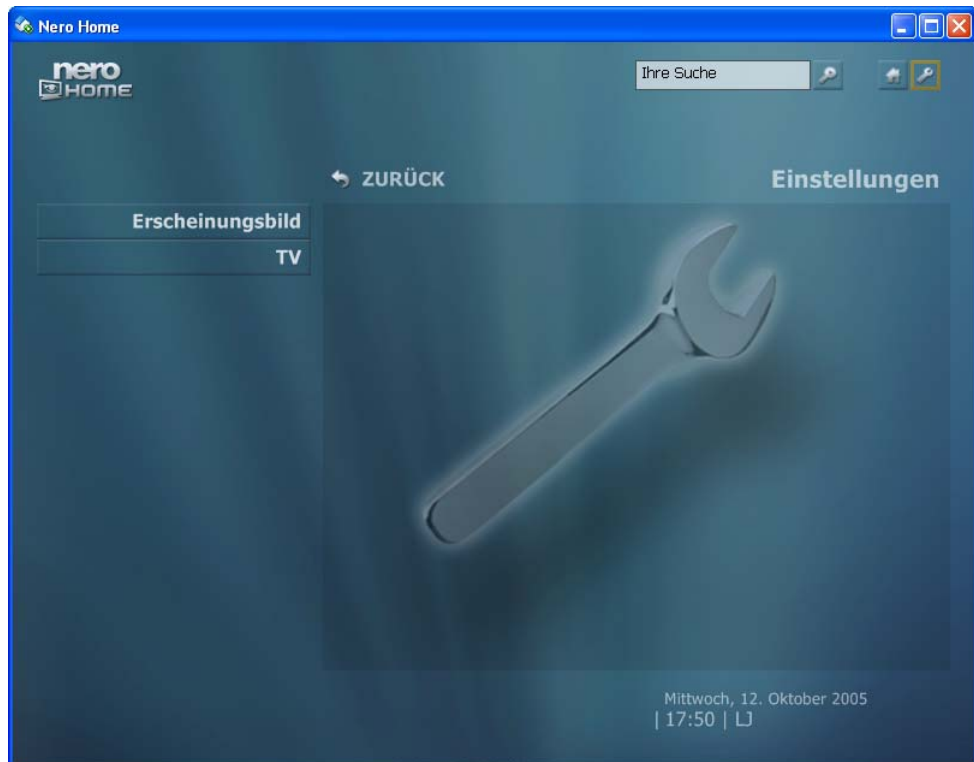 Nero Home
nero
HOME
Ihre Suche
ZURÜCK
Einstellungen
Erscheinungsbild
TV
Mittwoch, 12. Oktober 2005
| 17:50 |